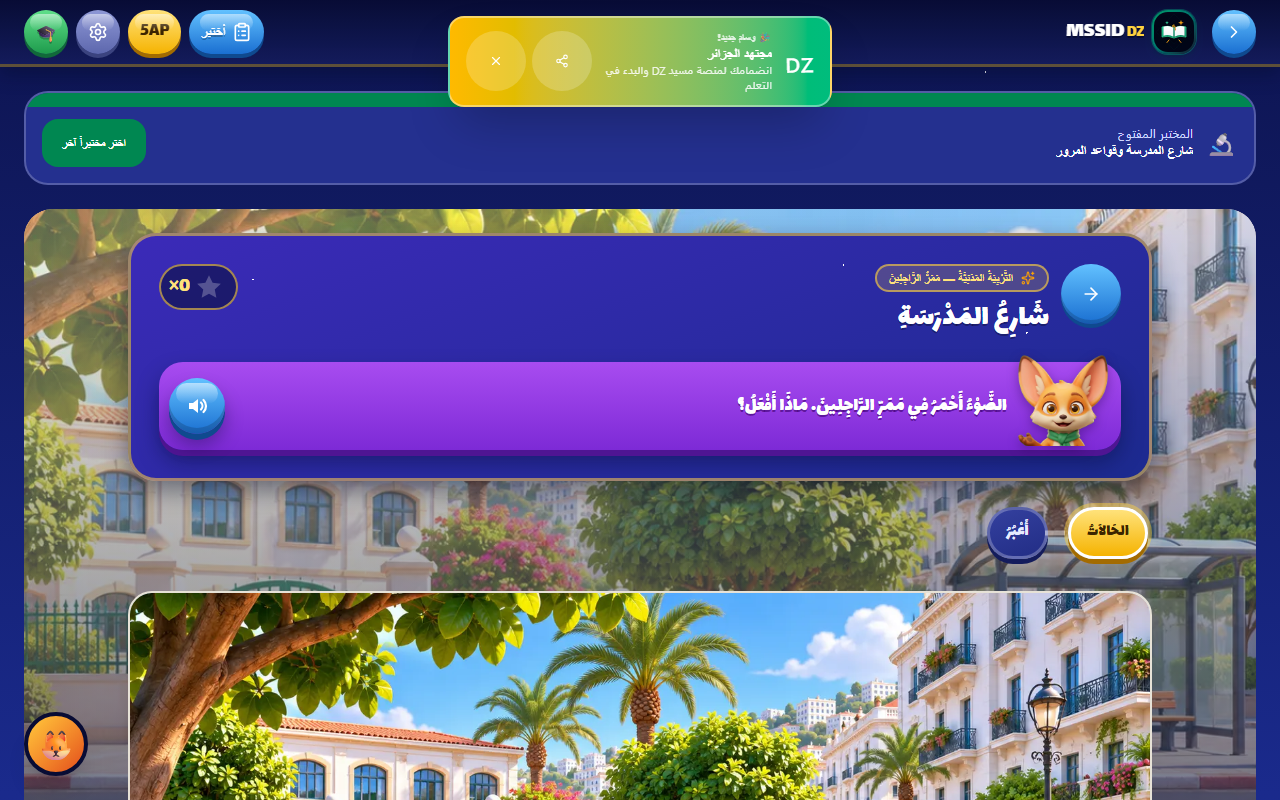 MSSID DZ
أختبر
5AP
وسام جديد!
مجتهد الجزائر
انضمامك لمنصة مسيد DZ والبدء في
التعلم
DZ
المختبر المفتوح
شارع المدرسة وقواعد المرور
اختر مختبراً آخر
التَّرْبِيَةُ المَدَنِيَّةُ — مَمَرُّ الرَّاجِلِينَ
شَارِعُ المَدْرَسَةِ
×0
الضَّوْءُ أَحْمَرُ فِي مَمَرِّ الرَّاجِلِينَ. مَاذَا أَفْعَلُ؟
الحَالَاتُ
أَعْبُرُ